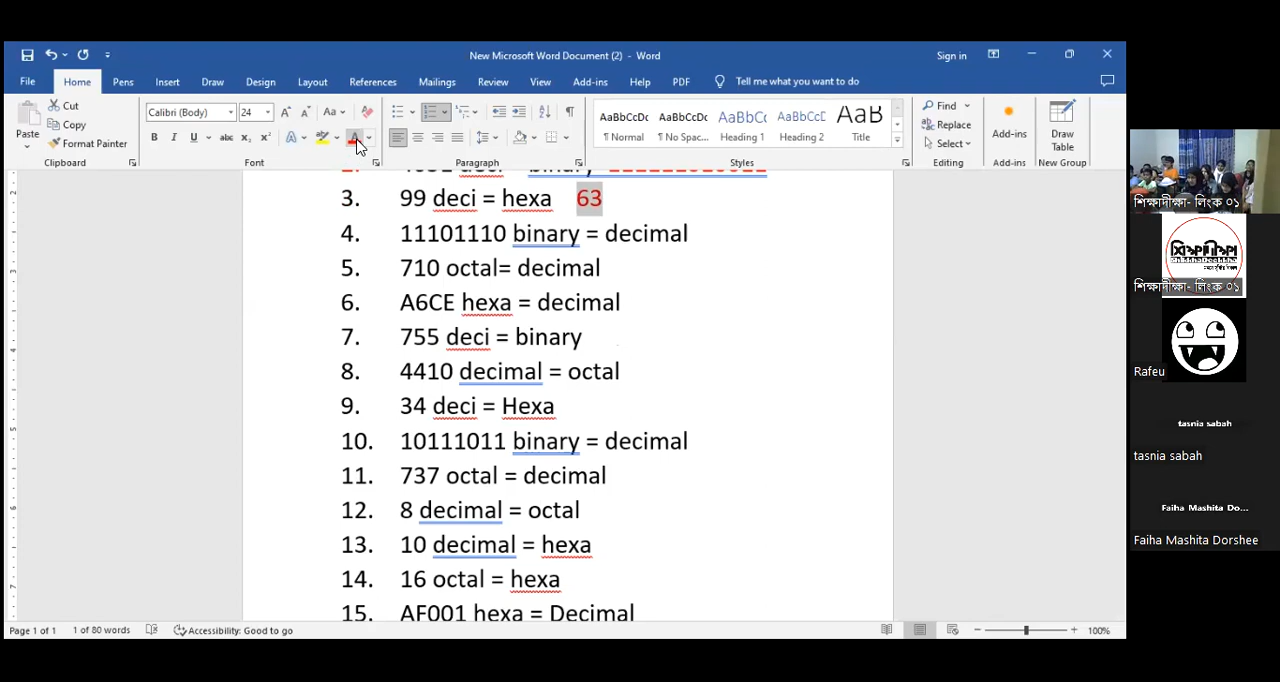 New Microsoft Word Document (2) - Word
Sign in
File Home Pens Insert Draw Design Layout References Mailings Review View Add-ins Help PDF Tell me what you want to do
Paste
Cut
Copy
Format Painter
Clipboard
Calibri (Body) 24
Font
Paragraph
AaBbCcDc AaBbCcDc AaBbCc AaBbCcD AaB
¶ Normal ¶ No Spac... Heading 1 Heading 2 Title
Styles
Find
Replace
Select
Editing
Add-ins
Add-ins
Draw
Table
New Group
3. 99 deci = hexa 63
4. 11101110 binary = decimal
5. 710 octal= decimal
6. A6CE hexa = decimal
7. 755 deci = binary
8. 4410 decimal = octal
9. 34 deci = Hexa
10. 10111011 binary = decimal
11. 737 octal = decimal
12. 8 decimal = octal
13. 10 decimal = hexa
14. 16 octal = hexa
15. AF001 hexa = Decimal
Page 1 of 1 1 of 80 words Accessibility: Good to go 100%
শিক্ষাদীক্ষা- লিংক ০১
শিক্ষাদীক্ষা- লিংক ০১
Rafeu
tasnia sabah
tasnia sabah
Faiha Mashita Do...
Faiha Mashita Dorshee